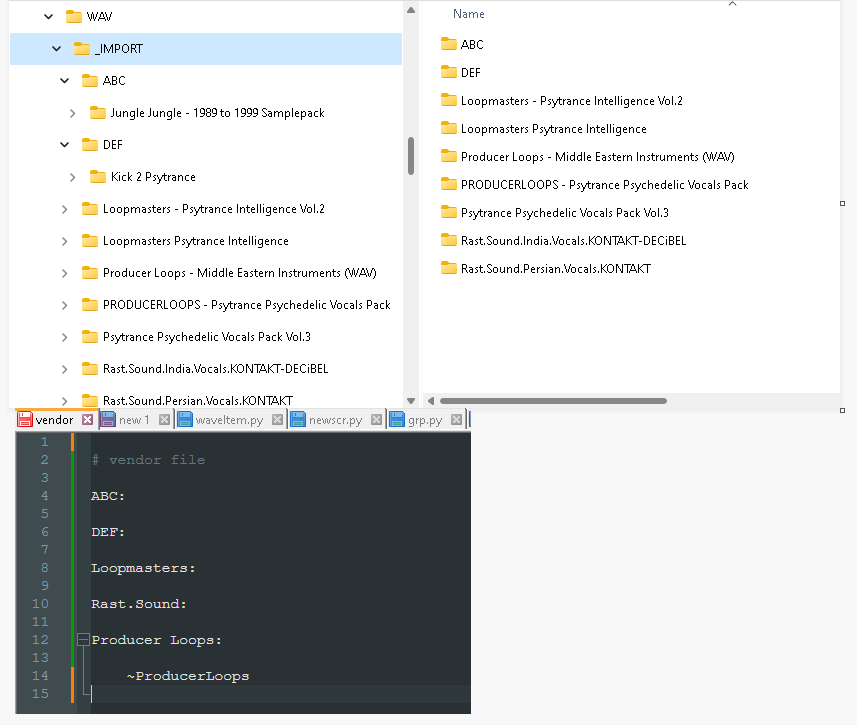 WAV
_IMPORT
ABC
Jungle Jungle - 1989 to 1999 Samplepack
DEF
Kick 2 Psytrance
Loopmasters - Psytrance Intelligence Vol.2
Loopmasters Psytrance Intelligence
Producer Loops - Middle Eastern Instruments (WAV)
PRODUCERLOOPS - Psytrance Psychedelic Vocals Pack
Psytrance Psychedelic Vocals Pack Vol.3
Rast.Sound.India.Vocals.KONTAKT-DECiBEL
Rast.Sound.Persian.Vocals.KONTAKT
Name
ABC
DEF
Loopmasters - Psytrance Intelligence Vol.2
Loopmasters Psytrance Intelligence
Producer Loops - Middle Eastern Instruments (WAV)
PRODUCERLOOPS - Psytrance Psychedelic Vocals Pack
Psytrance Psychedelic Vocals Pack Vol.3
Rast.Sound.India.Vocals.KONTAKT-DECiBEL
Rast.Sound.Persian.Vocals.KONTAKT
vendor new 1 waveItem.py newscr.py grp.py
1
2 # vendor file
3
4 ABC:
5
6 DEF:
7
8 Loopmasters:
9
10 Rast.Sound:
11
12 Producer Loops:
13
14 ~ProducerLoops
15